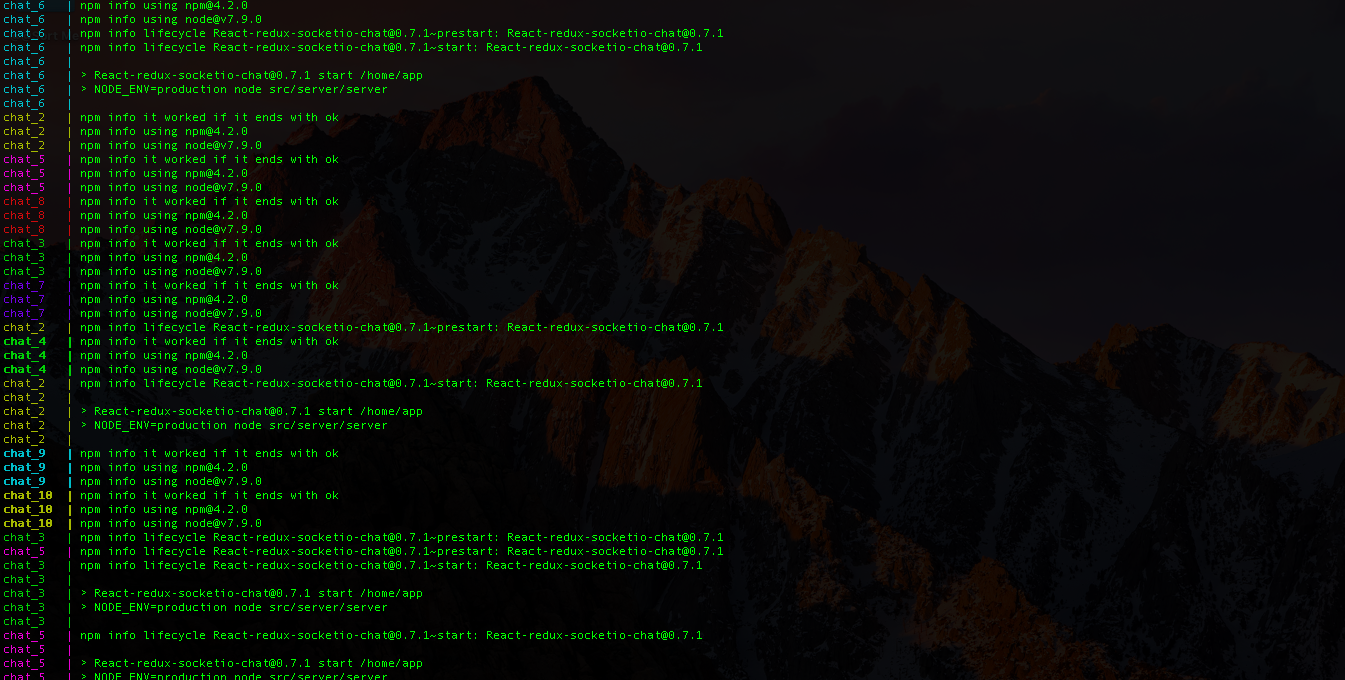 chat_6 | npm info using npm@4.2.0
chat_6 | npm info using node@v7.9.0
chat_6 | npm info lifecycle React-redux-socketio-chat@0.7.1~prestart: React-redux-socketio-chat@0.7.1
chat_6 | npm info lifecycle React-redux-socketio-chat@0.7.1~start: React-redux-socketio-chat@0.7.1
chat_6 |
chat_6 | > React-redux-socketio-chat@0.7.1 start /home/app
chat_6 | > NODE_ENV=production node src/server/server
chat_6 |
chat_2 | npm info it worked if it ends with ok
chat_2 | npm info using npm@4.2.0
chat_2 | npm info using node@v7.9.0
chat_5 | npm info it worked if it ends with ok
chat_5 | npm info using npm@4.2.0
chat_5 | npm info using node@v7.9.0
chat_8 | npm info it worked if it ends with ok
chat_8 | npm info using npm@4.2.0
chat_8 | npm info using node@v7.9.0
chat_3 | npm info it worked if it ends with ok
chat_3 | npm info using npm@4.2.0
chat_3 | npm info using node@v7.9.0
chat_7 | npm info it worked if it ends with ok
chat_7 | npm info using npm@4.2.0
chat_7 | npm info using node@v7.9.0
chat_2 | npm info lifecycle React-redux-socketio-chat@0.7.1~prestart: React-redux-socketio-chat@0.7.1
chat_4 | npm info it worked if it ends with ok
chat_4 | npm info using npm@4.2.0
chat_4 | npm info using node@v7.9.0
chat_2 | npm info lifecycle React-redux-socketio-chat@0.7.1~start: React-redux-socketio-chat@0.7.1
chat_2 |
chat_2 | > React-redux-socketio-chat@0.7.1 start /home/app
chat_2 | > NODE_ENV=production node src/server/server
chat_2 |
chat_9 | npm info it worked if it ends with ok
chat_9 | npm info using npm@4.2.0
chat_9 | npm info using node@v7.9.0
chat_10 | npm info it worked if it ends with ok
chat_10 | npm info using npm@4.2.0
chat_10 | npm info using node@v7.9.0
chat_3 | npm info lifecycle React-redux-socketio-chat@0.7.1~prestart: React-redux-socketio-chat@0.7.1
chat_5 | npm info lifecycle React-redux-socketio-chat@0.7.1~prestart: React-redux-socketio-chat@0.7.1
chat_3 | npm info lifecycle React-redux-socketio-chat@0.7.1~start: React-redux-socketio-chat@0.7.1
chat_3 |
chat_3 | > React-redux-socketio-chat@0.7.1 start /home/app
chat_3 | > NODE_ENV=production node src/server/server
chat_3 |
chat_5 | npm info lifecycle React-redux-socketio-chat@0.7.1~start: React-redux-socketio-chat@0.7.1
chat_5 |
chat_5 | > React-redux-socketio-chat@0.7.1 start /home/app
chat_5 | > NODE_ENV=production node src/server/server